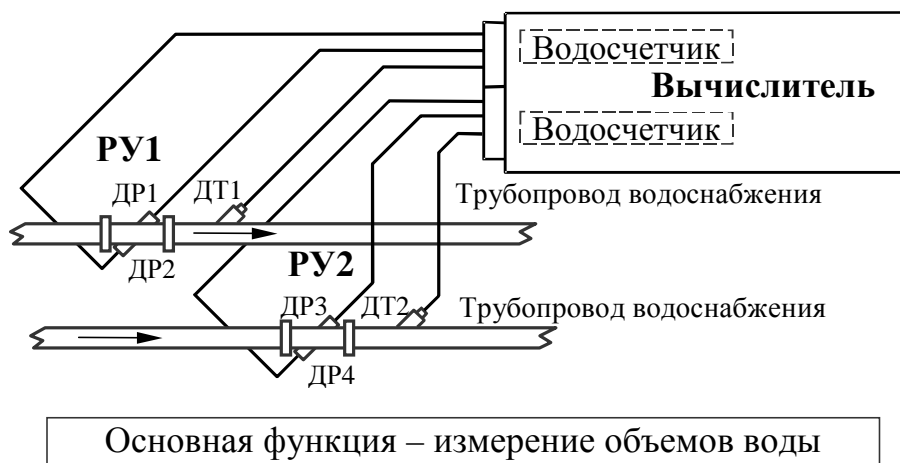 Водосчетчик
Вычислитель
Водосчетчик
РУ1
ДР1
ДТ1
Трубопровод водоснабжения
ДР2
РУ2
ДР3
ДТ2
Трубопровод водоснабжения
ДР4
Основная функция – измерение объемов воды